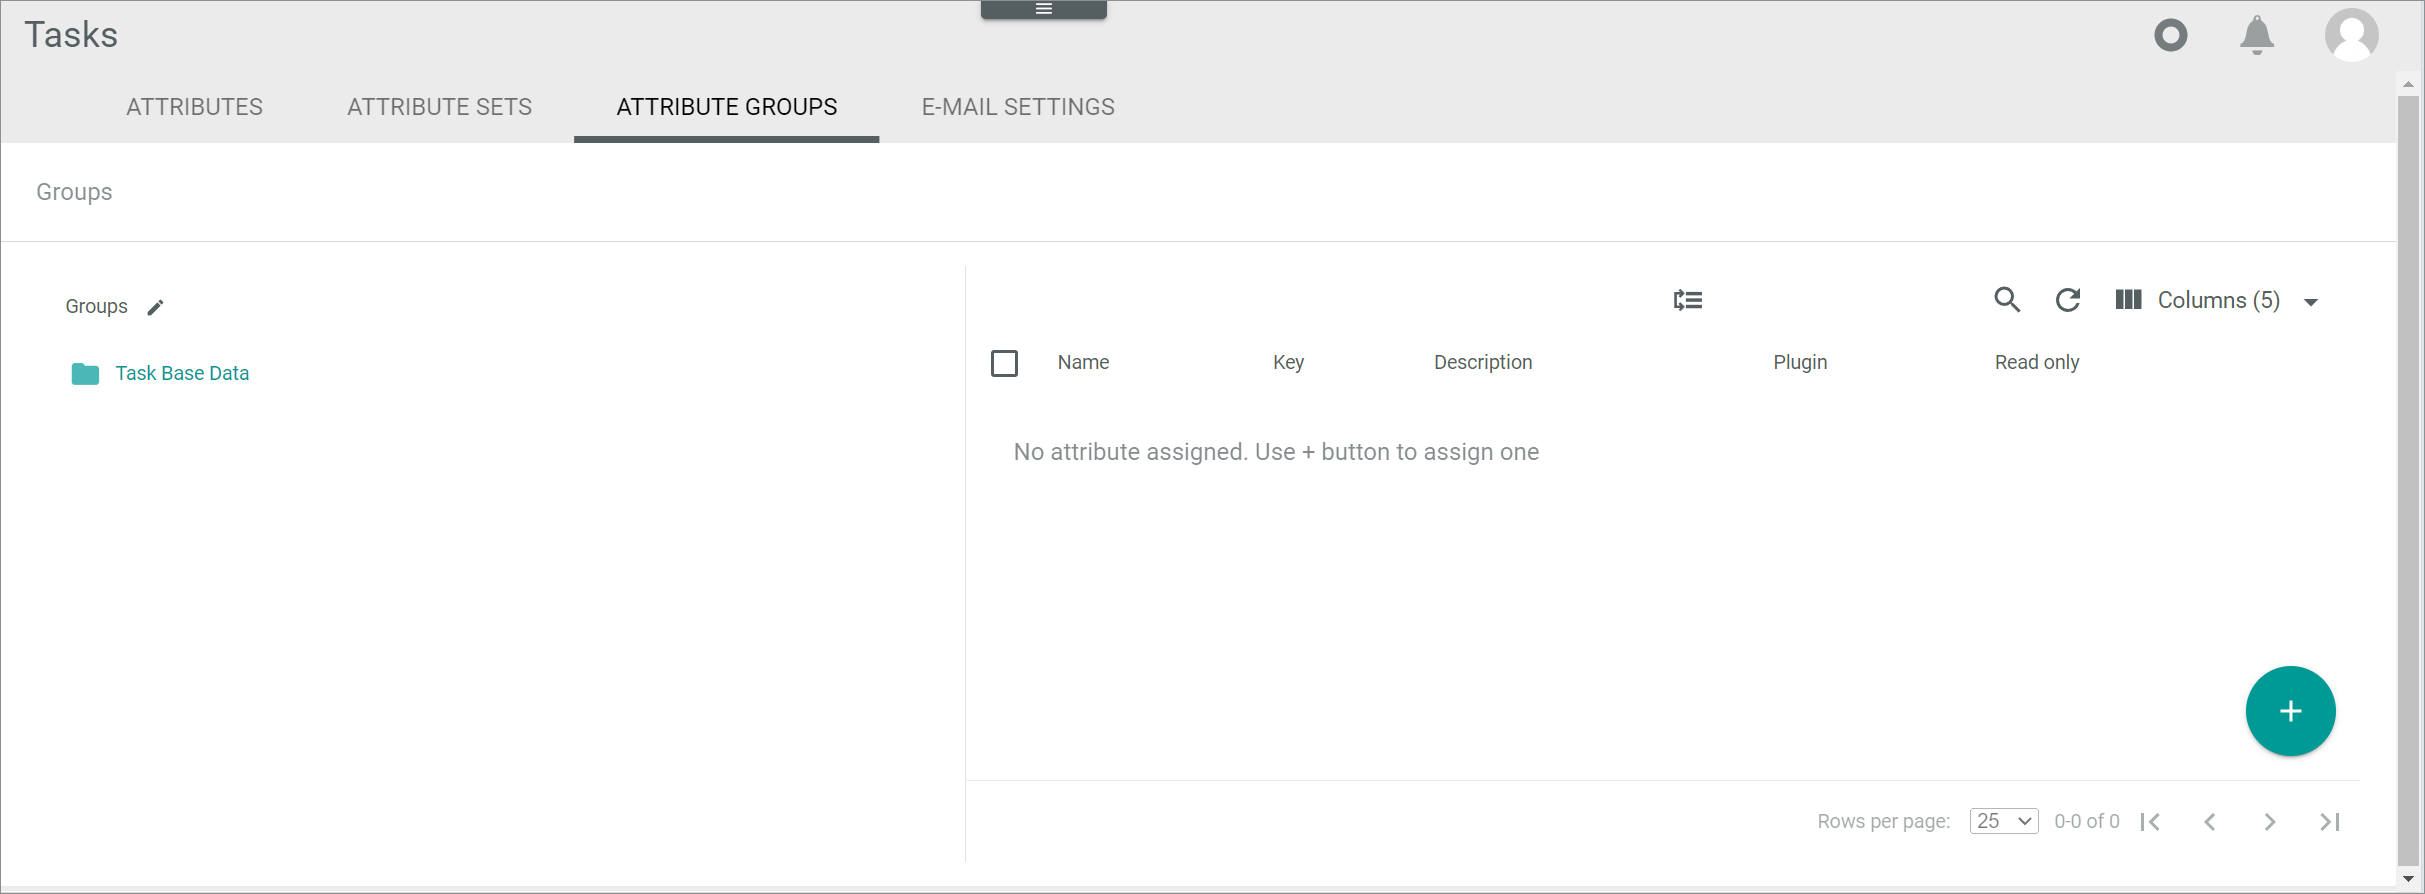 Tasks
ATTRIBUTES ATTRIBUTE SETS ATTRIBUTE GROUPS E-MAIL SETTINGS
Groups
Groups
Task Base Data
Columns (5)
Name Key Description Plugin Read only
No attribute assigned. Use + button to assign one
Rows per page: 25 0-0 of 0